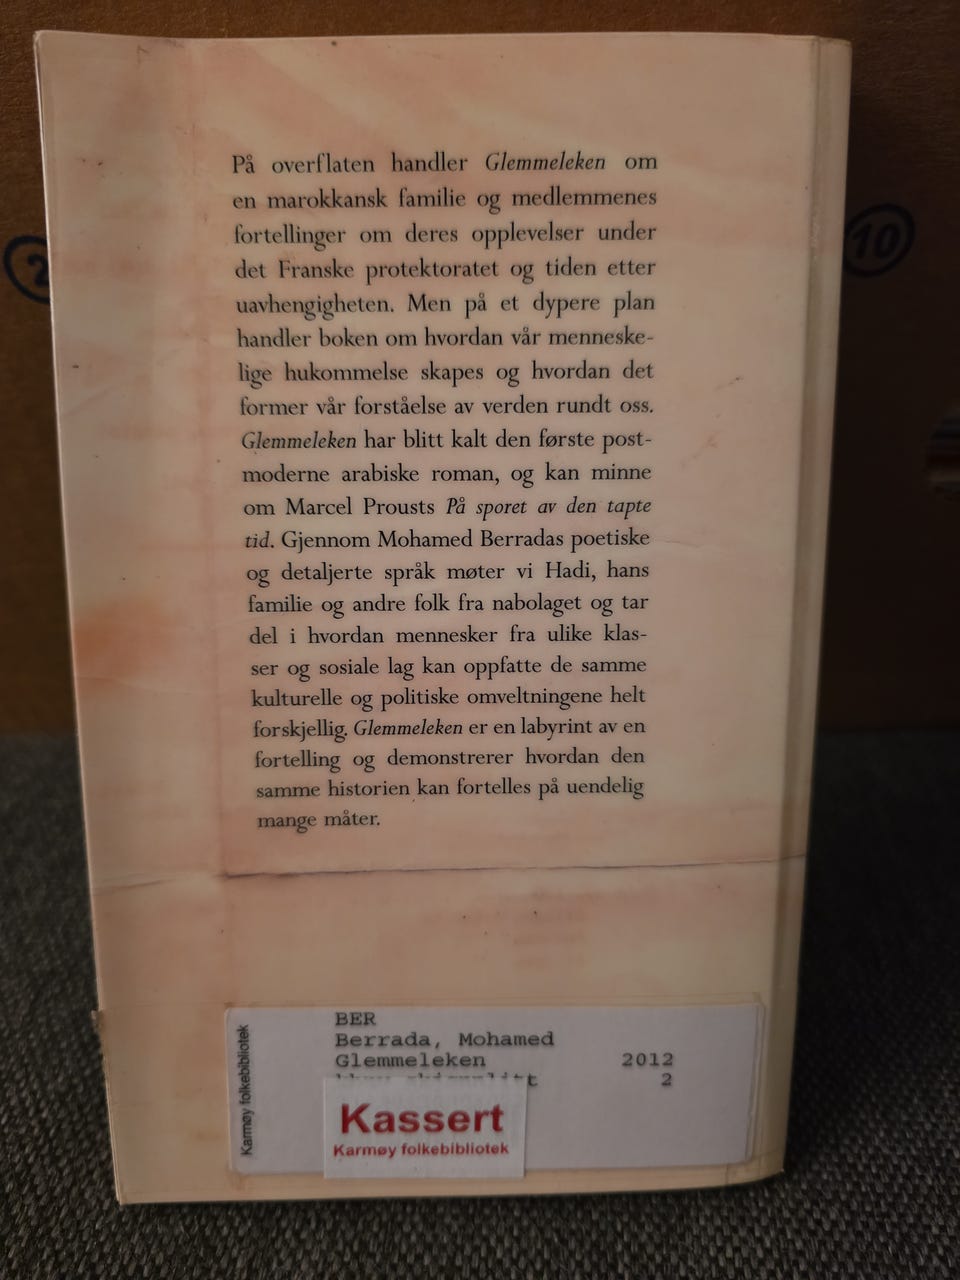 På overflaten handler Glemmeleken om
en marokkansk familie og medlemmenes
fortellinger om deres opplevelser under
det Franske protektoratet og tiden etter
uavhengigheten. Men på et dypere plan
handler boken om hvordan vår menneske-
lige hukommelse skapes og hvordan det
former vår forståelse av verden rundt oss.
Glemmeleken har blitt kalt den første post-
moderne arabiske roman, og kan minne
om Marcel Prousts På sporet av den tapte
tid. Gjennom Mohamed Berradas poetiske
og detaljerte språk møter vi Hadi, hans
familie og andre folk fra nabolaget og tar
del i hvordan mennesker fra ulike klas-
ser og sosiale lag kan oppfatte de samme
kulturelle og politiske omveltningene helt
forskjellig. Glemmeleken er en labyrint av en
fortelling og demonstrerer hvordan den
samme historien kan fortelles på uendelig
mange måter.
2
10
Karmøy folkebibliotek
BER
Berrada, Mohamed
Glemmeleken 2012
2
Kassert
Karmøy folkebibliotek